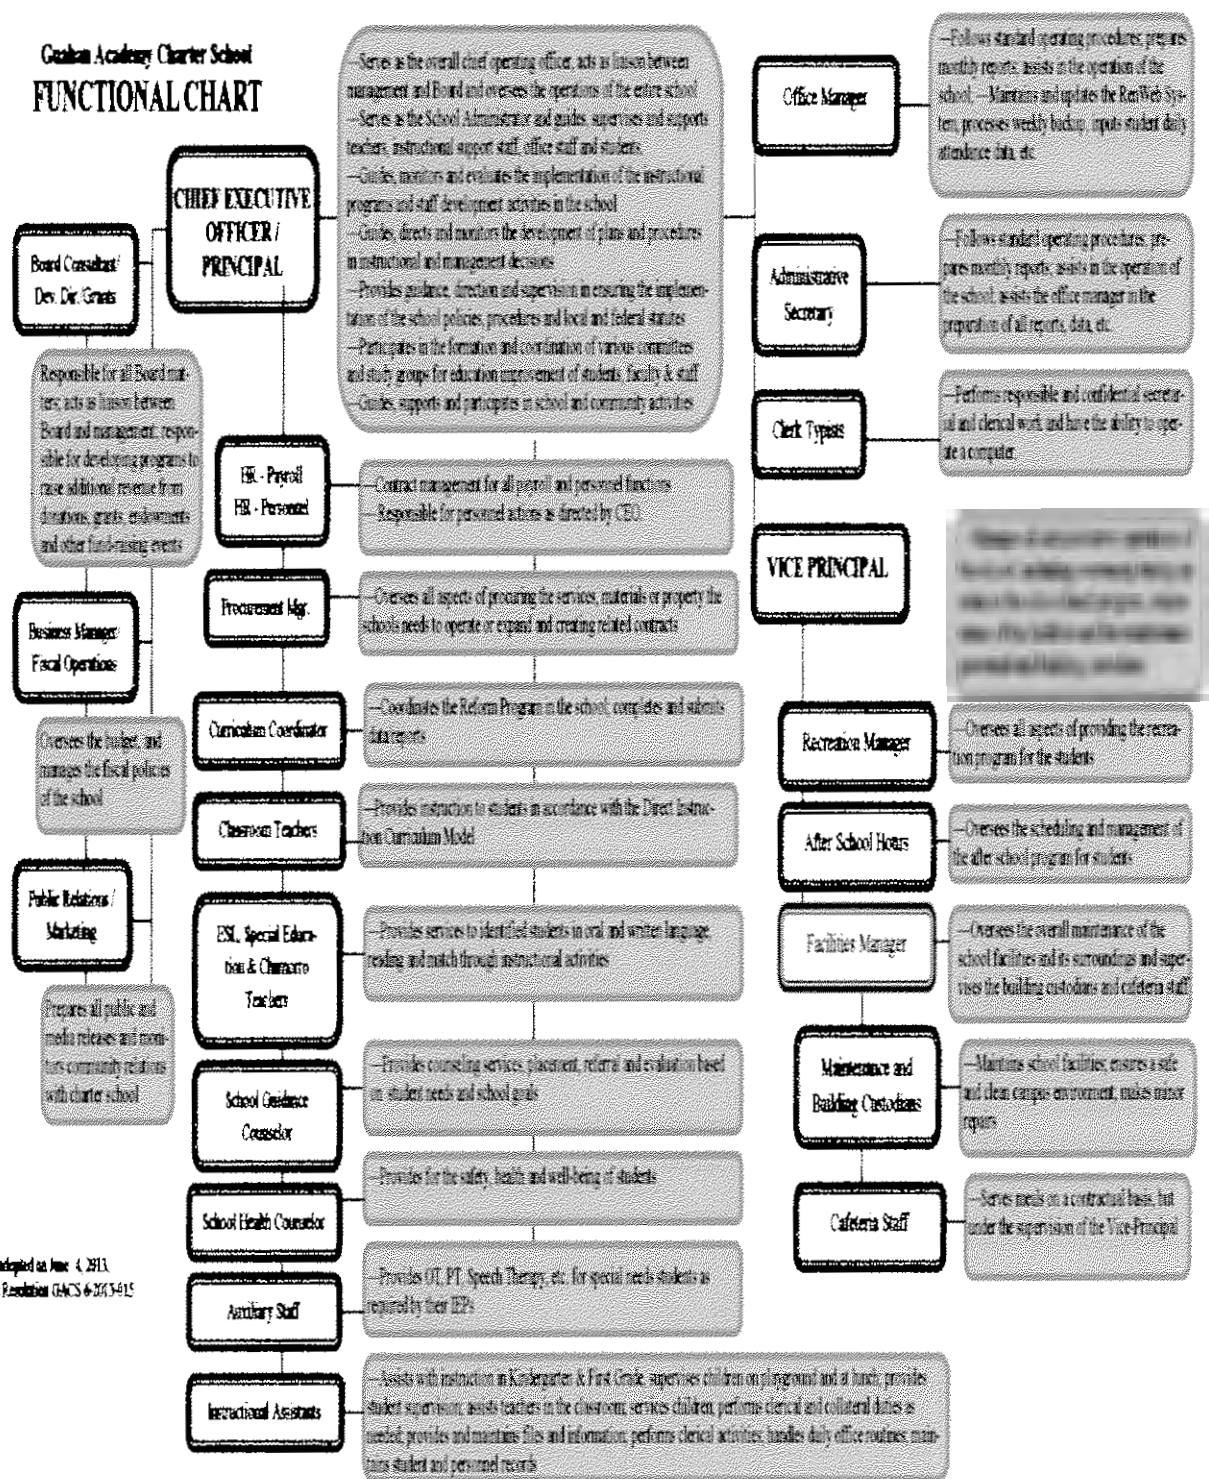 Guahan Academy Charter School
FUNCTIONAL CHART
CHIEF EXECUTIVE
OFFICER /
PRINCIPAL
—Serves as the overall chief operating officer, acts as liaison between
management and Board and oversees the operations of the entire school
—Serves as the School Administrator and guides, supervises and supports
teachers, instructional support staff, office staff and students.
—Guides, monitors and evaluates the implementation of the instructional
programs and staff development activities in the school
—Guides, directs and monitors the development of plans and procedures
in instructional and management decisions
—Provides guidance, direction and supervision in ensuring the implemen-
tation of the school policies, procedures and local and federal statutes
—Participates in the formation and coordination of various committees
and study groups for education improvement of students, faculty & staff
—Guides, supports and participates in school and community activities
Board Consultant/
Dev. Dir./Grants
Responsible for all Board mat-
ters; acts as liaison between
Board and management; respon-
sible for developing programs to
raise additional revenue from
donations, grants, endowments
and other fund-raising events
Business Manager/
Fiscal Operations
Oversees the budget, and
manages the fiscal policies
of the school
Public Relations /
Marketing
Prepares all public and
media releases and moni-
tors community relations
with charter school
adopted on June 4, 2013,
Resolution GACS
HR - Payroll
HR - Personnel
—Contract management for all payroll and personnel functions
—Responsible for personnel actions as directed by CEO.
Procurement Mgr.
—Oversees all aspects of procuring the services, materials or property the
schools needs to operate or expand and creating related contracts
Curriculum Coordinator
—Coordinates the Reform Program in the school; completes and submits
data reports
Classroom Teachers
—Provides instruction to students in accordance with the Direct Instruc-
tion Curriculum Model
ESL, Special Educa-
tion & Chamorro
Teachers
—Provides services to identified students in oral and written language,
reading and match through instructional activities
School Guidance
Counselor
—Provides counseling services, placement, referral and evaluation based
on student needs and school goals
School Health Counselor
—Provides for the safety, health and well-being of students
Auxiliary Staff
—Provides OT, PT, Speech Therapy, etc. for special needs students as
required by their IEPs
Instructional Assistants
—Assists with instruction in Kindergarten & First Grade, supervises children on playground and at lunch; provides
student supervision; assists teachers in the classroom; services children; performs clerical and collateral duties as
needed; provides and maintains files and information; performs clerical activities; handles daily office routines, main-
tains student and personnel records
Office Manager
—Follows standard operating procedures, prepares
monthly reports, assists in the operation of the
school; —Maintains and updates the RenWeb Sys-
tem, processes weekly backup, inputs student daily
attendance data, etc.
Administrative
Secretary
—Follows standard operating procedures, pre-
pares monthly reports, assists in the operation of
the school, assists the office manager in the
preparation of all reports, data, etc.
Clerk Typists
—Performs responsible and confidential secretar-
ial and clerical work, and have the ability to oper-
ate a computer
VICE PRINCIPAL
Recreation Manager
—Oversees all aspects of providing the recrea-
tion program for the students
After School Hours
—Oversees the scheduling and management of
the after school program for students
Facilities Manager
—Oversees the overall maintenance of the
school facilities and its surroundings and super-
vises the building custodians and cafeteria staff
Maintenance and
Building Custodians
—Maintains school facilities, ensures a safe
and clean campus environment, makes minor
repairs
Cafeteria Staff
—Serves meals on a contractual basis, but
under the supervision of the Vice-Principal